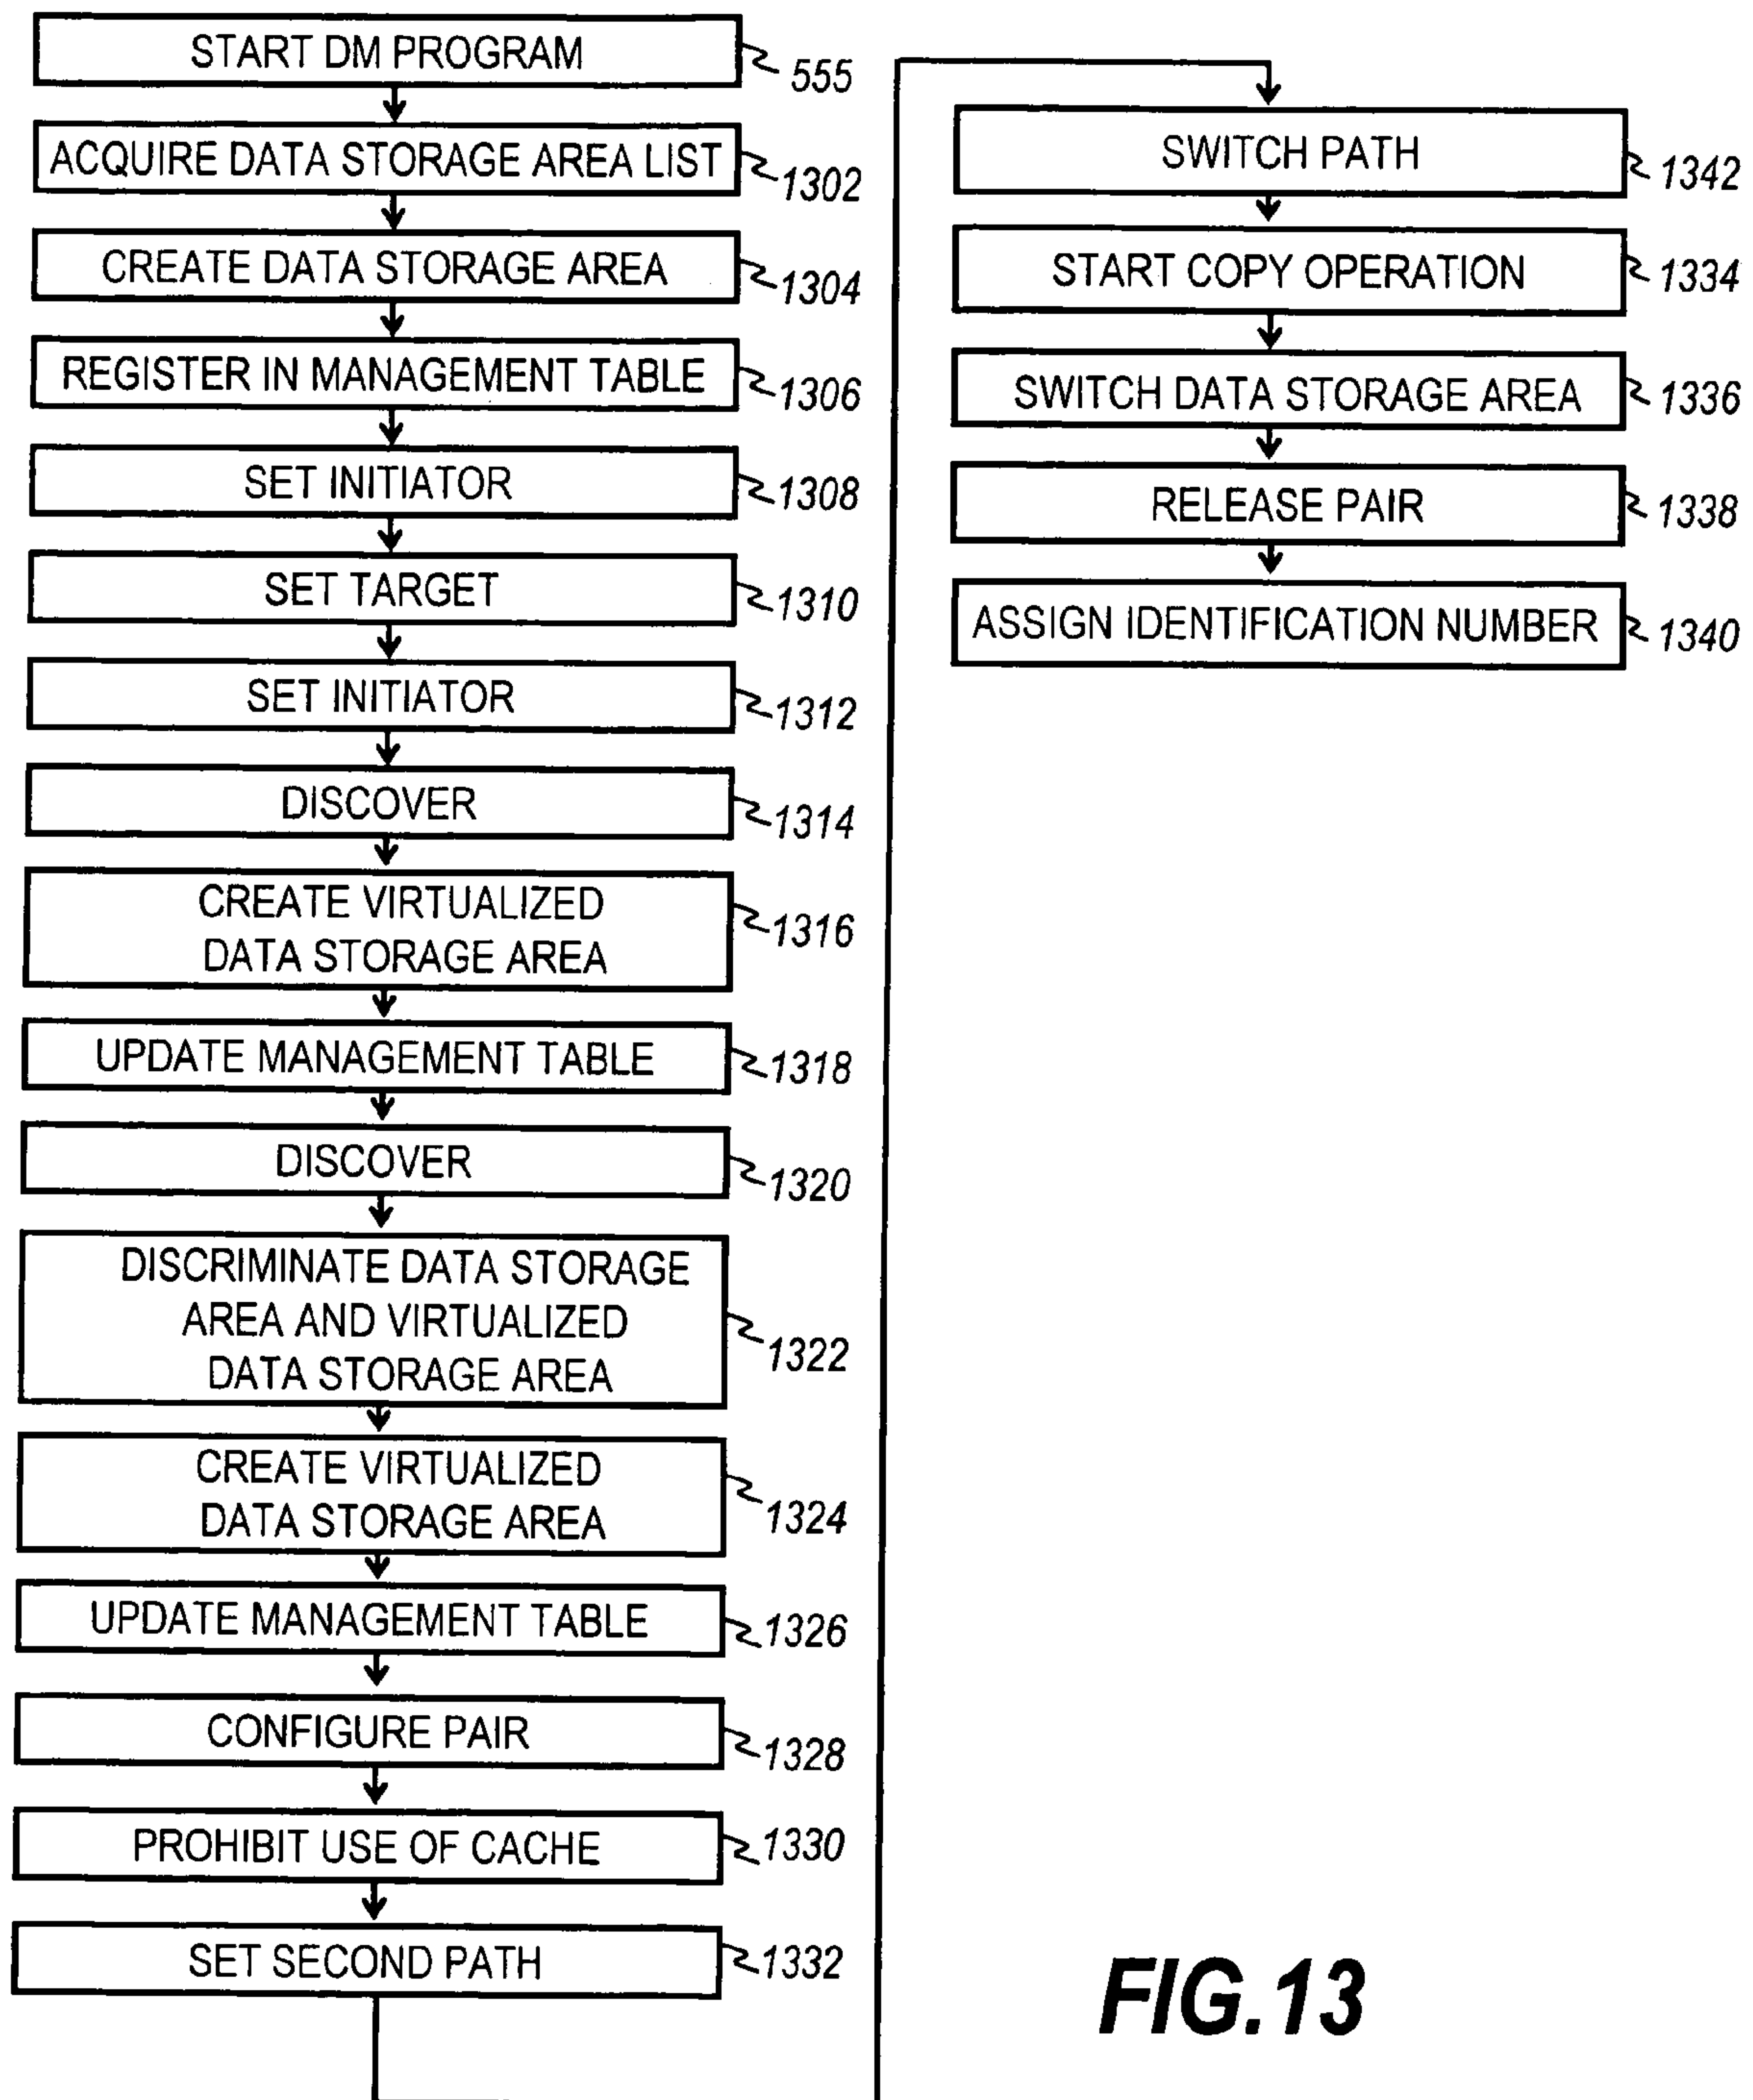 START DM PROGRAM
555
ACQUIRE DATA STORAGE AREA LIST
1302
CREATE DATA STORAGE AREA
1304
REGISTER IN MANAGEMENT TABLE
1306
SET INITIATOR
1308
SET TARGET
1310
SET INITIATOR
1312
DISCOVER
1314
CREATE VIRTUALIZED
DATA STORAGE AREA
1316
UPDATE MANAGEMENT TABLE
1318
DISCOVER
1320
DISCRIMINATE DATA STORAGE
AREA AND VIRTUALIZED
DATA STORAGE AREA
1322
CREATE VIRTUALIZED
DATA STORAGE AREA
1324
UPDATE MANAGEMENT TABLE
1326
CONFIGURE PAIR
1328
PROHIBIT USE OF CACHE
1330
SET SECOND PATH
1332
SWITCH PATH
1342
START COPY OPERATION
1334
SWITCH DATA STORAGE AREA
1336
RELEASE PAIR
1338
ASSIGN IDENTIFICATION NUMBER
1340
FIG.13